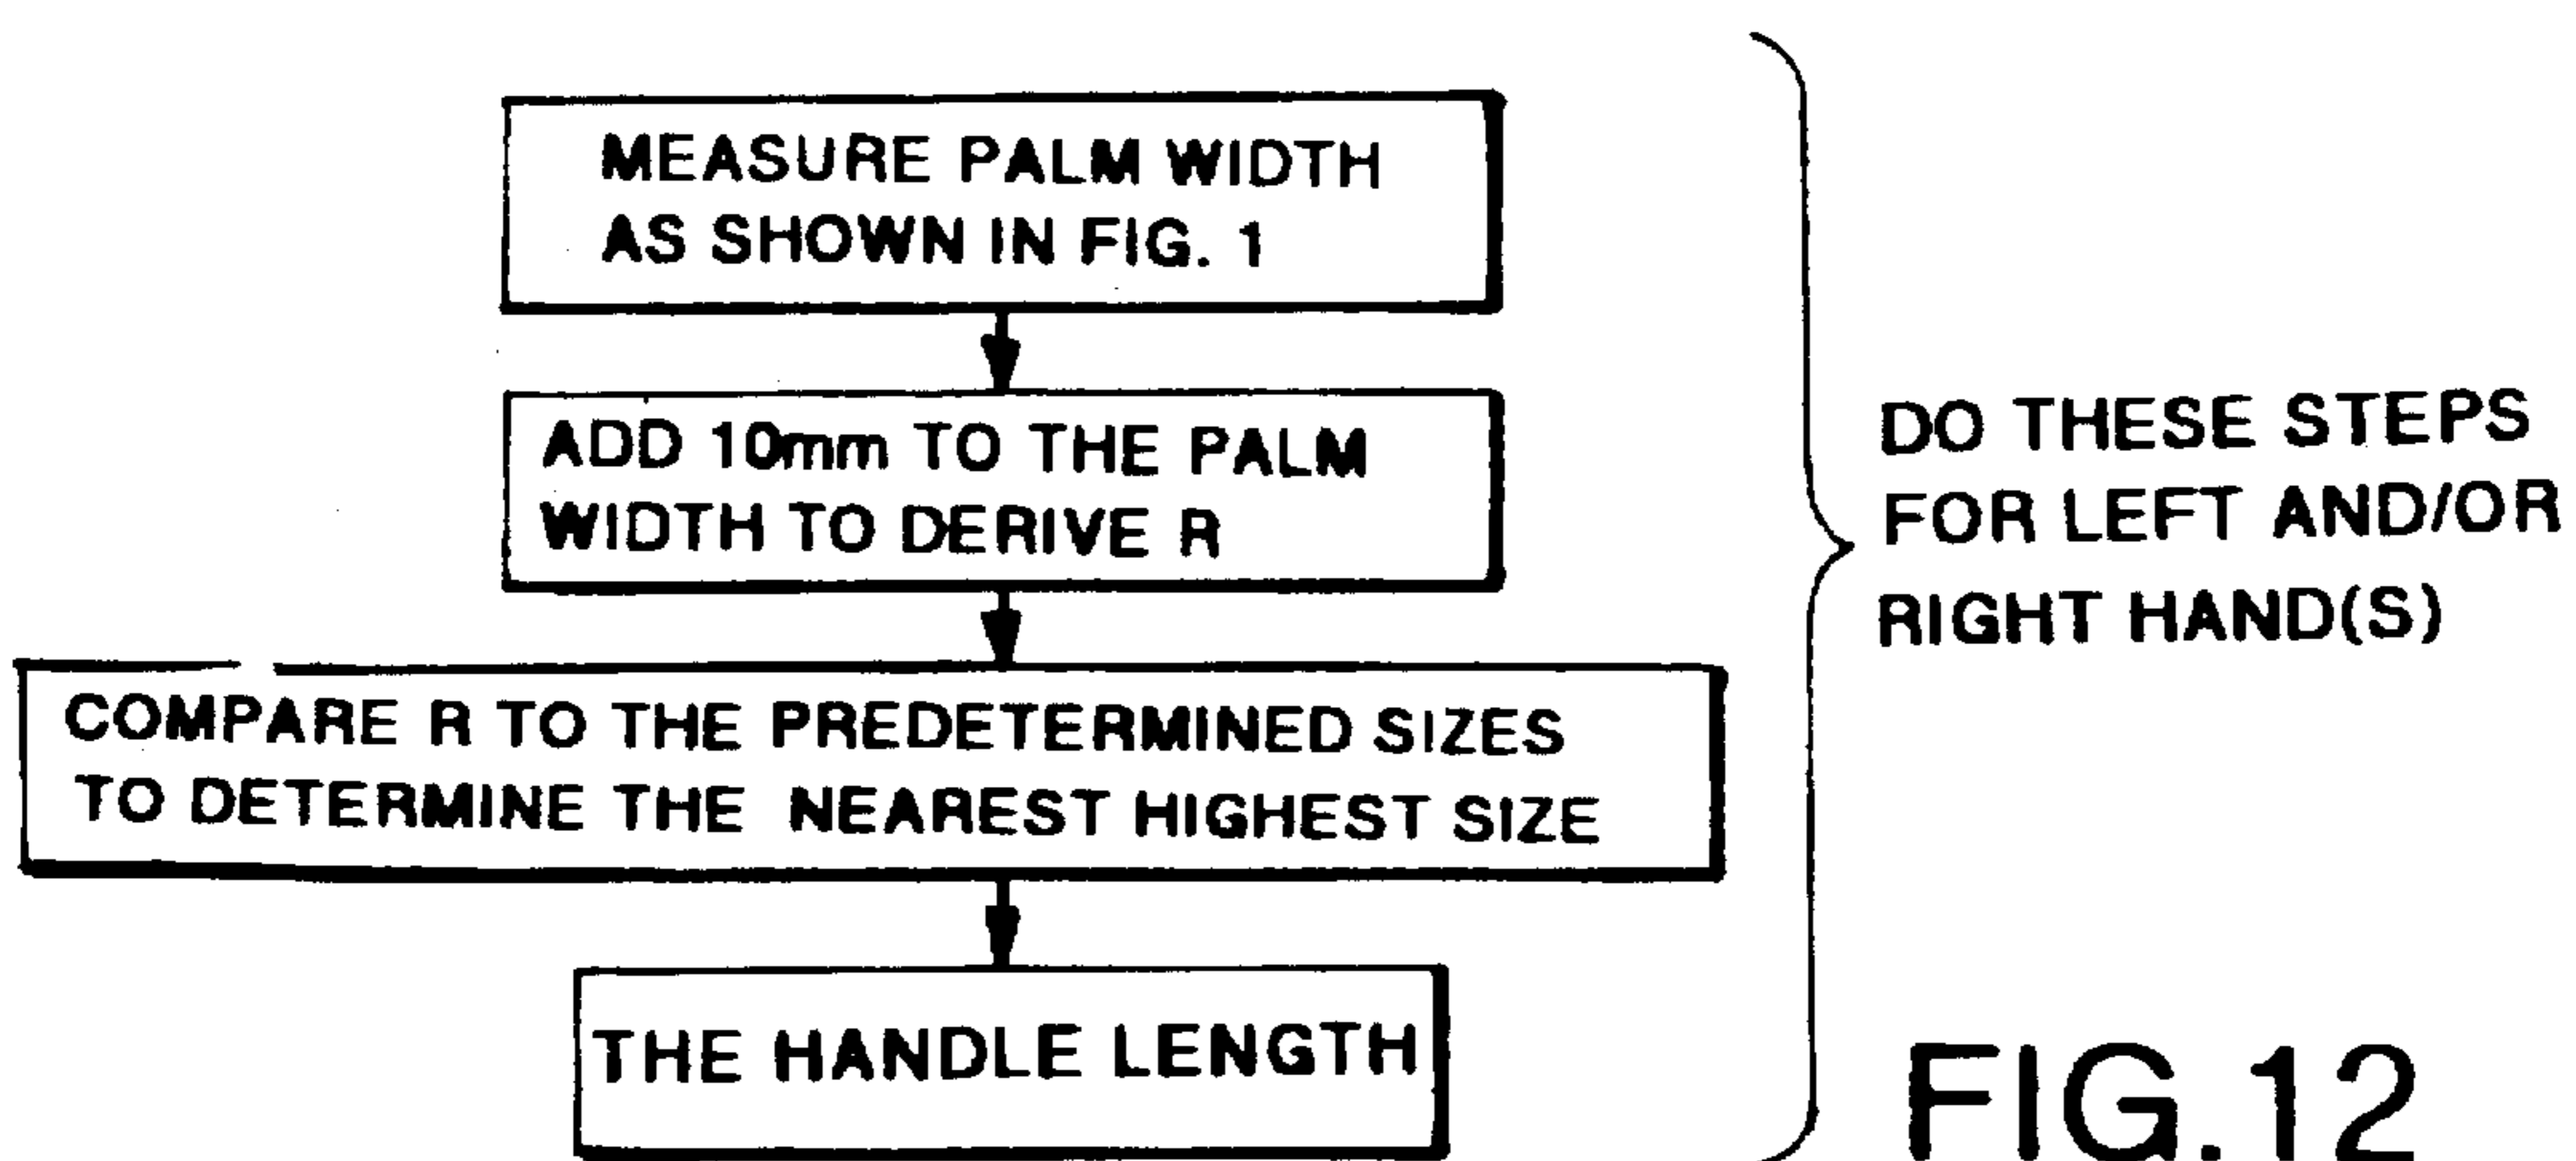 MEASURE PALM WIDTH
AS SHOWN IN FIG. 1
ADD 10mm TO THE PALM
WIDTH TO DERIVE R
COMPARE R TO THE PREDETERMINED SIZES
TO DETERMINE THE NEAREST HIGHEST SIZE
THE HANDLE LENGTH
DO THESE STEPS
FOR LEFT AND/OR
RIGHT HAND(S)
FIG.12